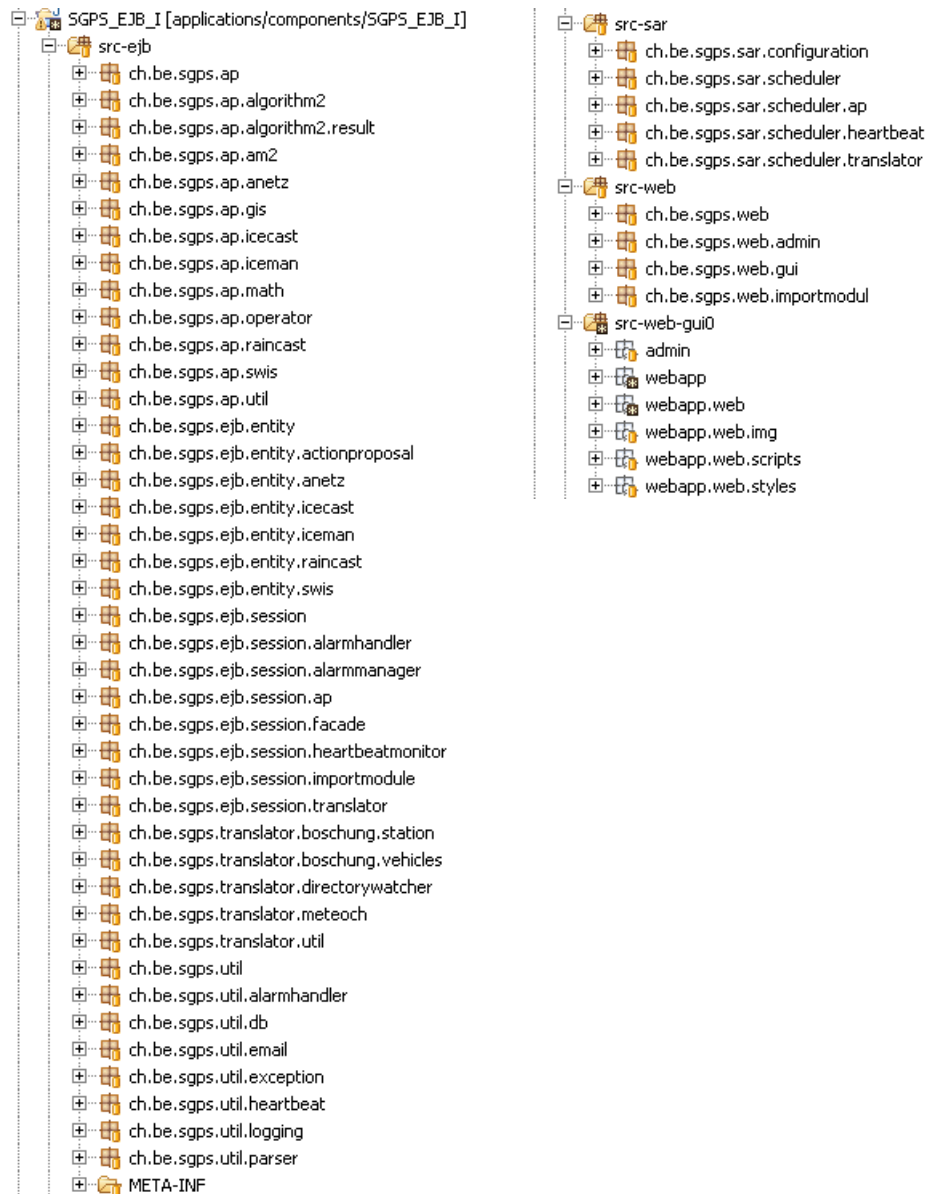 SGPS_EJB_I [applications/components/SGPS_EJB_I]
src-ejb
ch.be.sgps.ap
ch.be.sgps.ap.algorithm2
ch.be.sgps.ap.algorithm2.result
ch.be.sgps.ap.am2
ch.be.sgps.ap.anetz
ch.be.sgps.ap.gis
ch.be.sgps.ap.icecast
ch.be.sgps.ap.iceman
ch.be.sgps.ap.math
ch.be.sgps.ap.operator
ch.be.sgps.ap.raincast
ch.be.sgps.ap.swis
ch.be.sgps.ap.util
ch.be.sgps.ejb.entity
ch.be.sgps.ejb.entity.actionproposal
ch.be.sgps.ejb.entity.anetz
ch.be.sgps.ejb.entity.icecast
ch.be.sgps.ejb.entity.iceman
ch.be.sgps.ejb.entity.raincast
ch.be.sgps.ejb.entity.swis
ch.be.sgps.ejb.session
ch.be.sgps.ejb.session.alarmhandler
ch.be.sgps.ejb.session.alarmmanager
ch.be.sgps.ejb.session.ap
ch.be.sgps.ejb.session.facade
ch.be.sgps.ejb.session.heartbeatmonitor
ch.be.sgps.ejb.session.importmodule
ch.be.sgps.ejb.session.translator
ch.be.sgps.translator.boschung.station
ch.be.sgps.translator.boschung.vehicles
ch.be.sgps.translator.directorywatcher
ch.be.sgps.translator.meteoch
ch.be.sgps.translator.util
ch.be.sgps.util
ch.be.sgps.util.alarmhandler
ch.be.sgps.util.db
ch.be.sgps.util.email
ch.be.sgps.util.exception
ch.be.sgps.util.heartbeat
ch.be.sgps.util.logging
ch.be.sgps.util.parser
META-INF
src-sar
ch.be.sgps.sar.configuration
ch.be.sgps.sar.scheduler
ch.be.sgps.sar.scheduler.ap
ch.be.sgps.sar.scheduler.heartbeat
ch.be.sgps.sar.scheduler.translator
src-web
ch.be.sgps.web
ch.be.sgps.web.admin
ch.be.sgps.web.gui
ch.be.sgps.web.importmodul
src-web-gui0
admin
webapp
webapp.web
webapp.web.img
webapp.web.scripts
webapp.web.styles